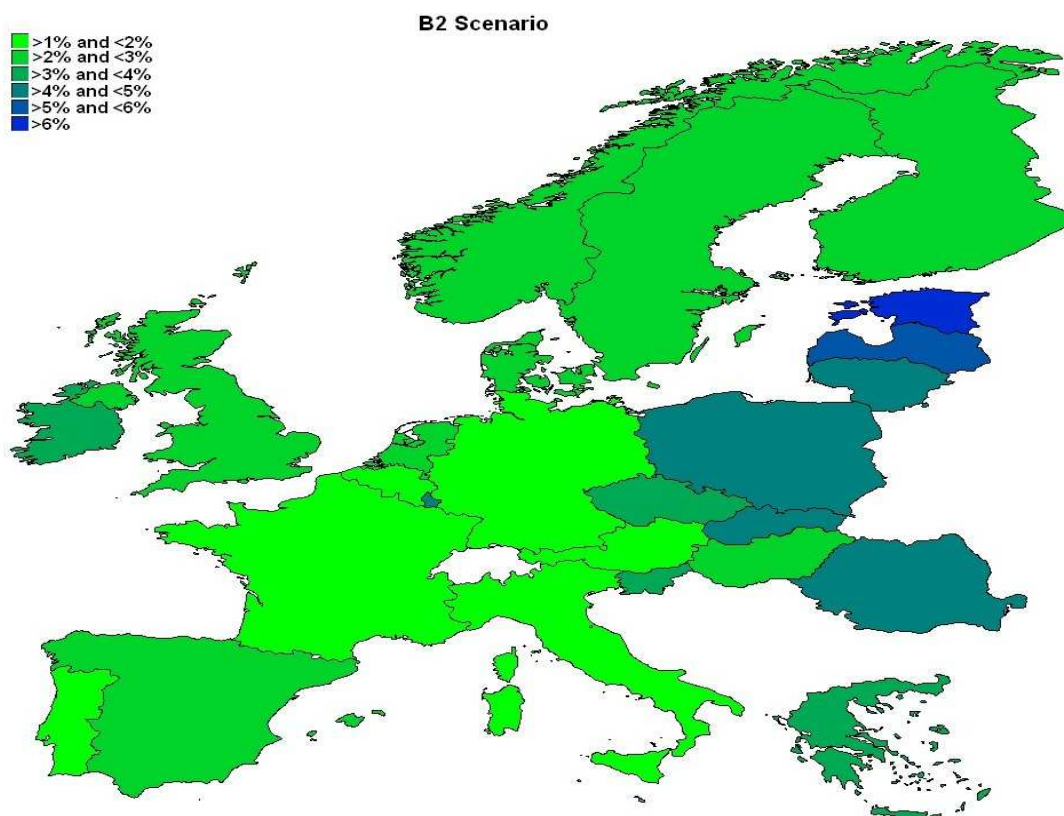 B2 Scenario
>1% and <2%
>2% and <3%
>3% and <4%
>4% and <5%
>5% and <6%
>6%